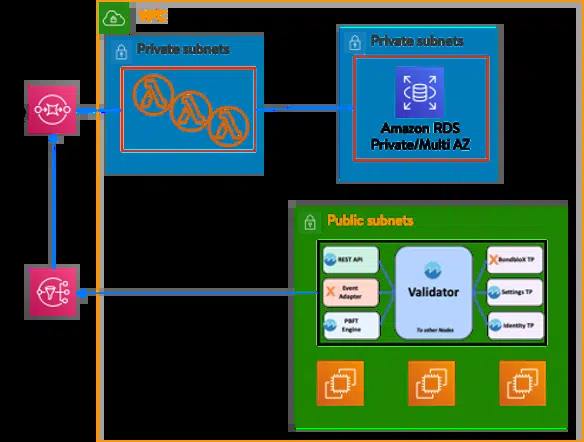 VPC
Private subnets
Private subnets
Amazon RDS
Private/Multi AZ
Public subnets
REST API
Event
Adapter
PBFT
Engine
Validator
To other Nodes
BondbloX TP
Settings TP
Identity TP